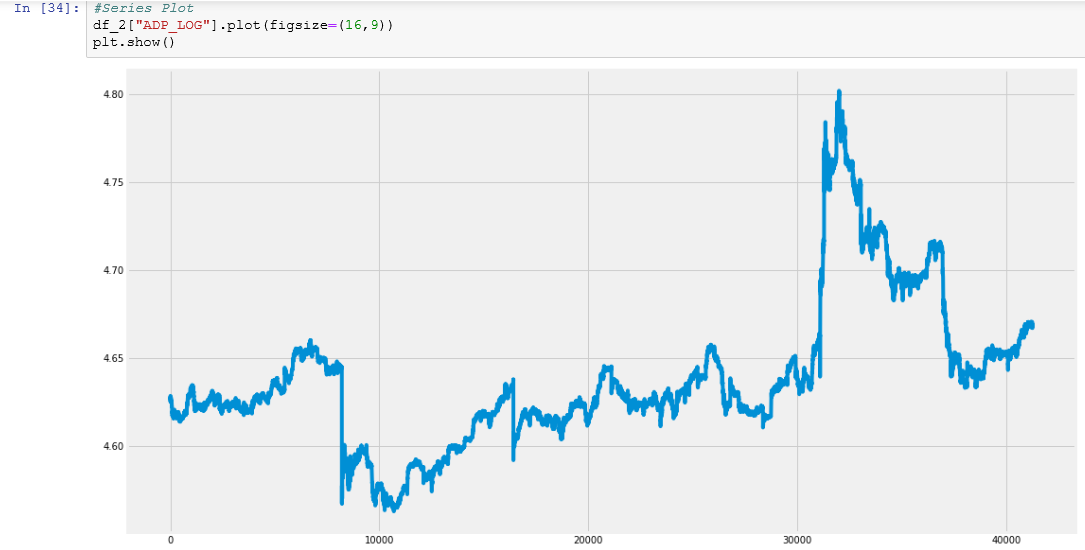 In [34]: #Series Plot
df_2["ADP_LOG"].plot(figsize=(16,9))
plt.show()
4.80
4.75
4.70
4.65
4.60
0 10000 20000 30000 40000